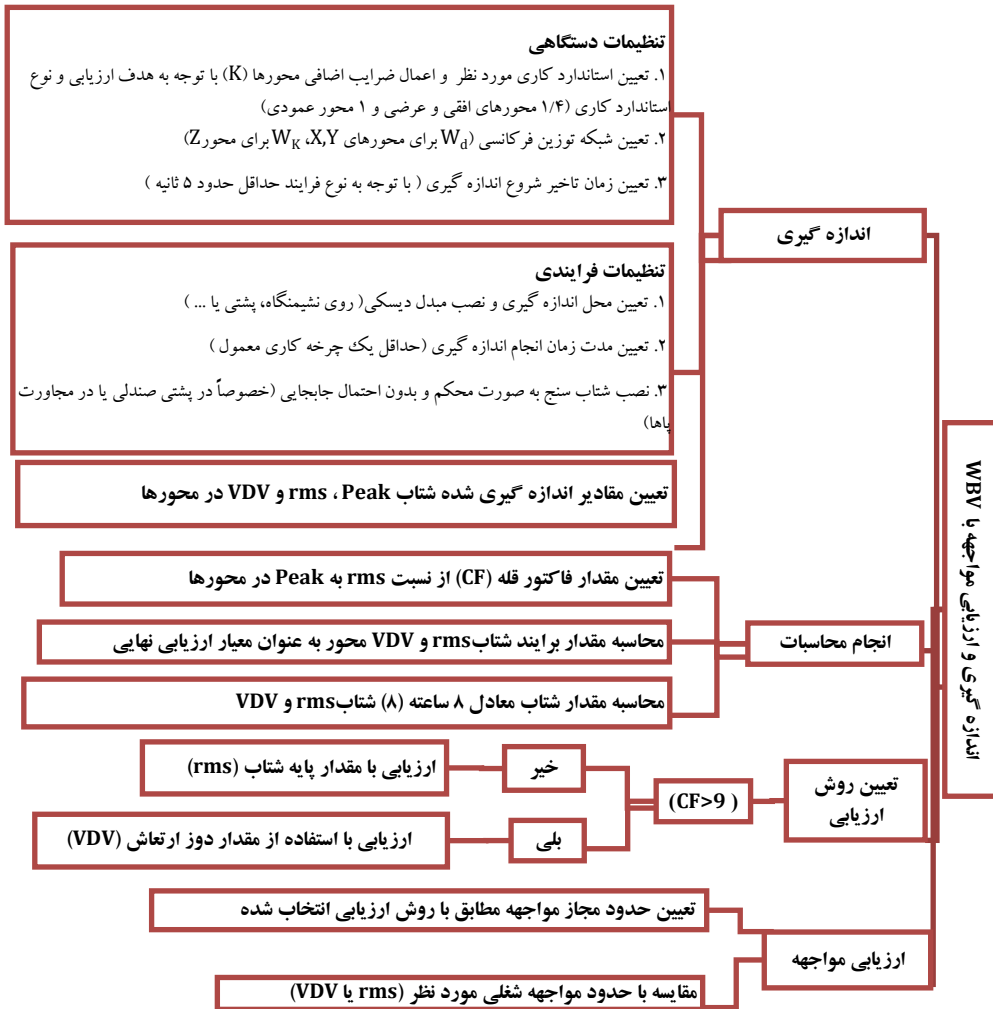 اندازه گیری و ارزیابی مواجهه با WBV
اندازه گیری
تنظیمات دستگاهی
۱. تعیین استاندارد کاری مورد نظر و اعمال ضرایب اضافی محورها (K) با توجه به هدف ارزیابی و نوع
استاندارد کاری (۱/۴ محورهای افقی و عرضی و ۱ محور عمودی)
۲. تعیین شبکه توزین فرکانسی (Wd برای محورهای X,Y، WK برای محور Z)
۳. تعیین زمان تاخیر شروع اندازه گیری ( با توجه به نوع فرایند حداقل حدود ۵ ثانیه )
تنظیمات فرایندی
۱. تعیین محل اندازه گیری و نصب مبدل دیسکی( روی نشیمنگاه، پشتی یا ... )
۲. تعیین مدت زمان انجام اندازه گیری (حداقل یک چرخه کاری معمول )
۳. نصب شتاب سنج به صورت محکم و بدون احتمال جابجایی (خصوصاً در پشتی صندلی یا در مجاورت
پاها)
تعیین مقادیر اندازه گیری شده شتاب rms ، Peak و VDV در محورها
انجام محاسبات
تعیین مقدار فاکتور قله (CF) از نسبت rms به Peak در محورها
محاسبه مقدار برایند شتاب rms و VDV محور به عنوان معیار ارزیابی نهایی
محاسبه مقدار شتاب معادل ۸ ساعته (۸) شتاب rms و VDV
تعیین روش
ارزیابی
( CF>9)
خیر
ارزیابی با مقدار پایه شتاب (rms)
بلی
ارزیابی با استفاده از مقدار دوز ارتعاش (VDV)
ارزیابی مواجهه
تعیین حدود مجاز مواجهه مطابق با روش ارزیابی انتخاب شده
مقایسه با حدود مواجهه شغلی مورد نظر (rms یا VDV)